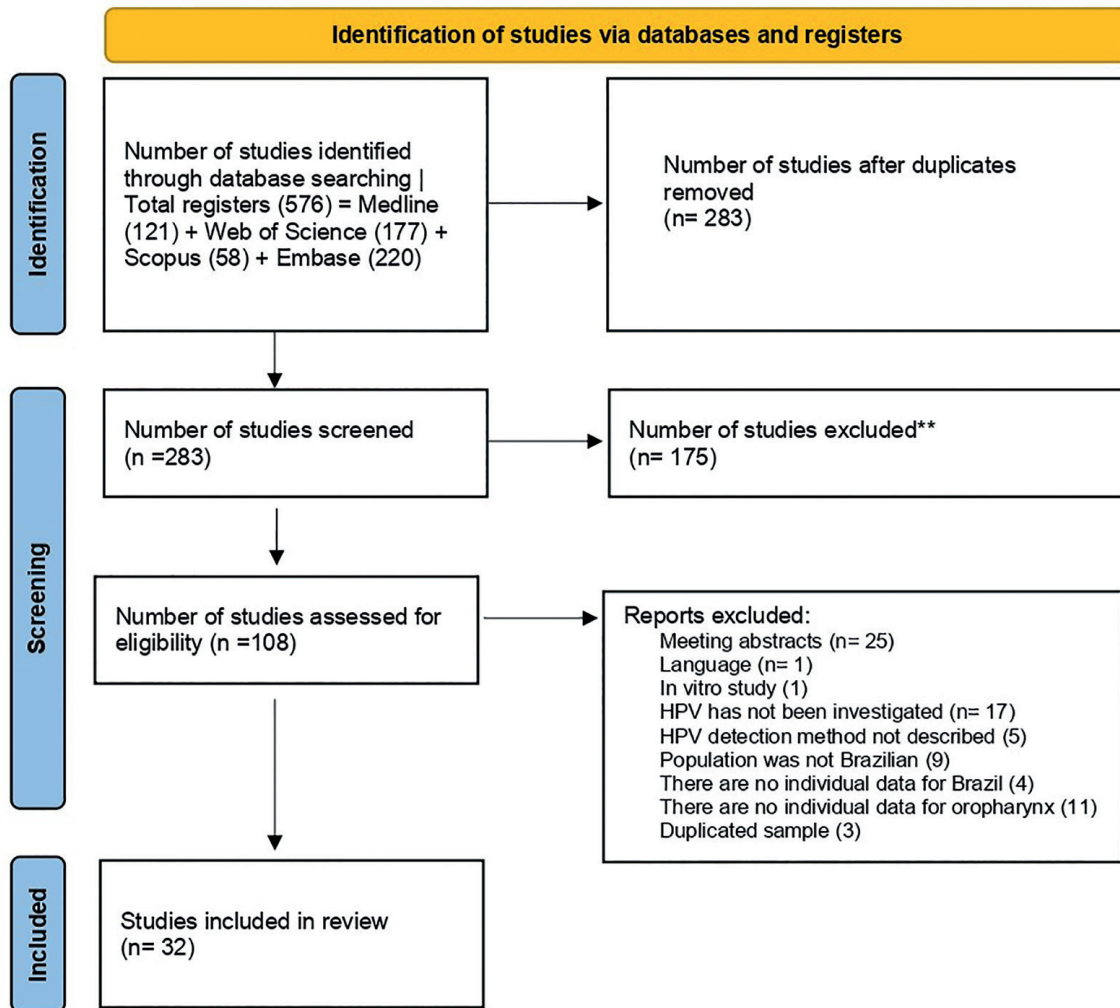 Identification of studies via databases and registers
Identification
Number of studies identified
through database searching |
Total registers (576) = Medline
(121) + Web of Science (177) +
Scopus (58) + Embase (220)
Number of studies after duplicates
removed
(n= 283)
Screening
Number of studies screened
(n =283)
Number of studies excluded**
(n= 175)
Number of studies assessed for
eligibility (n =108)
Reports excluded:
Meeting abstracts (n= 25)
Language (n= 1)
In vitro study (1)
HPV has not been investigated (n= 17)
HPV detection method not described (5)
Population was not Brazilian (9)
There are no individual data for Brazil (4)
There are no individual data for oropharynx (11)
Duplicated sample (3)
Included
Studies included in review
(n= 32)